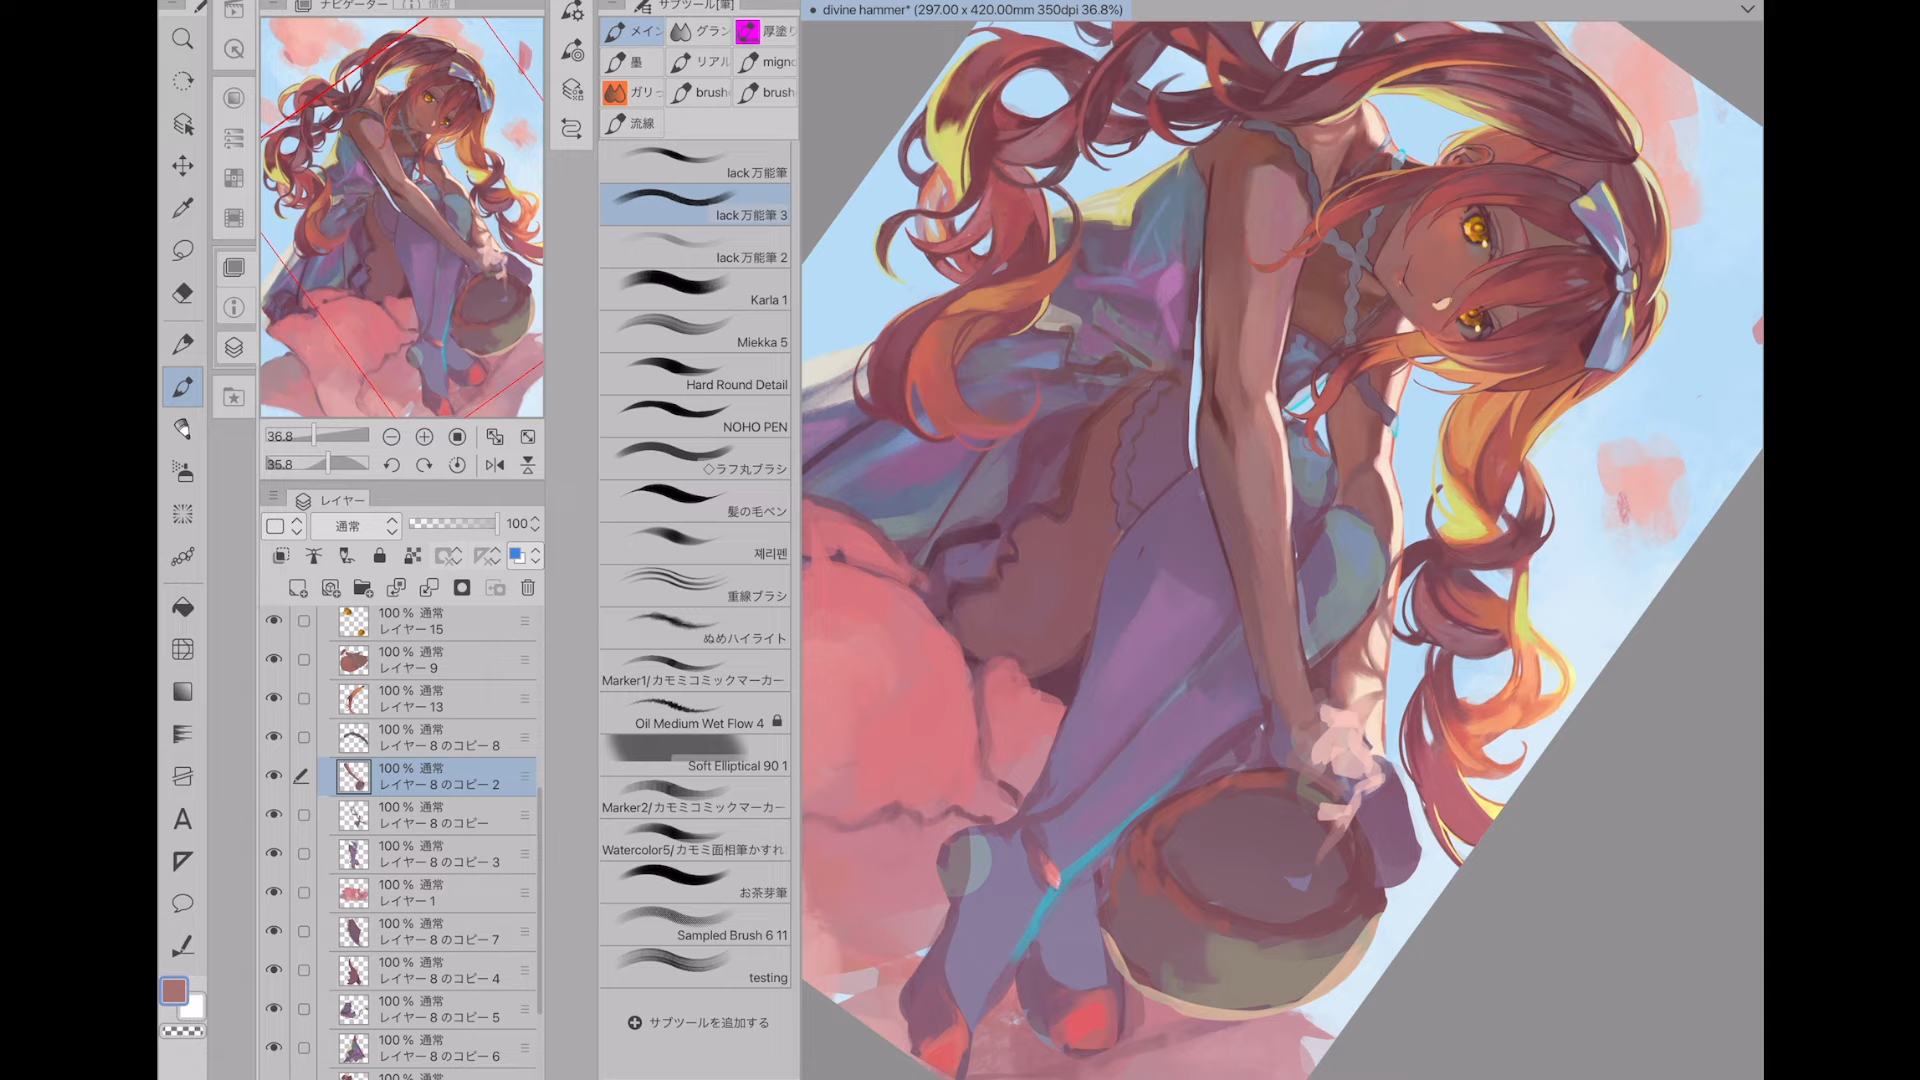 ナビゲーター
情報
サブツール[筆]
divine hammer* (297.00 x 420.00mm 350dpi 36.8%)
メイン
グラン
厚塗り
墨
リアル
migno
ガリっ
brush
brush
流線
lack万能筆
lack万能筆 3
lack万能筆 2
Karla 1
Miekka 5
Hard Round Detail
NOHO PEN
◇ラフ丸ブラシ
髪の毛ペン
째리펜
重線ブラシ
ぬめハイライト
Marker1/カモミコミックマーカー
Oil Medium Wet Flow 4
Soft Elliptical 90 1
Marker2/カモミコミックマーカー
Watercolor5/カモミ面相筆かすれ
お茶芽筆
Sampled Brush 6 11
testing
サブツールを追加する
36.8
35.8
レイヤー
通常
100
100 % 通常
レイヤー 15
100 % 通常
レイヤー 9
100 % 通常
レイヤー 13
100 % 通常
レイヤー 8 のコピー 8
100 % 通常
レイヤー 8 のコピー 2
100 % 通常
レイヤー 8 のコピー
100 % 通常
レイヤー 8 のコピー 3
100 % 通常
レイヤー 1
100 % 通常
レイヤー 8 のコピー 7
100 % 通常
レイヤー 8 のコピー 4
100 % 通常
レイヤー 8 のコピー 5
100 % 通常
レイヤー 8 のコピー 6